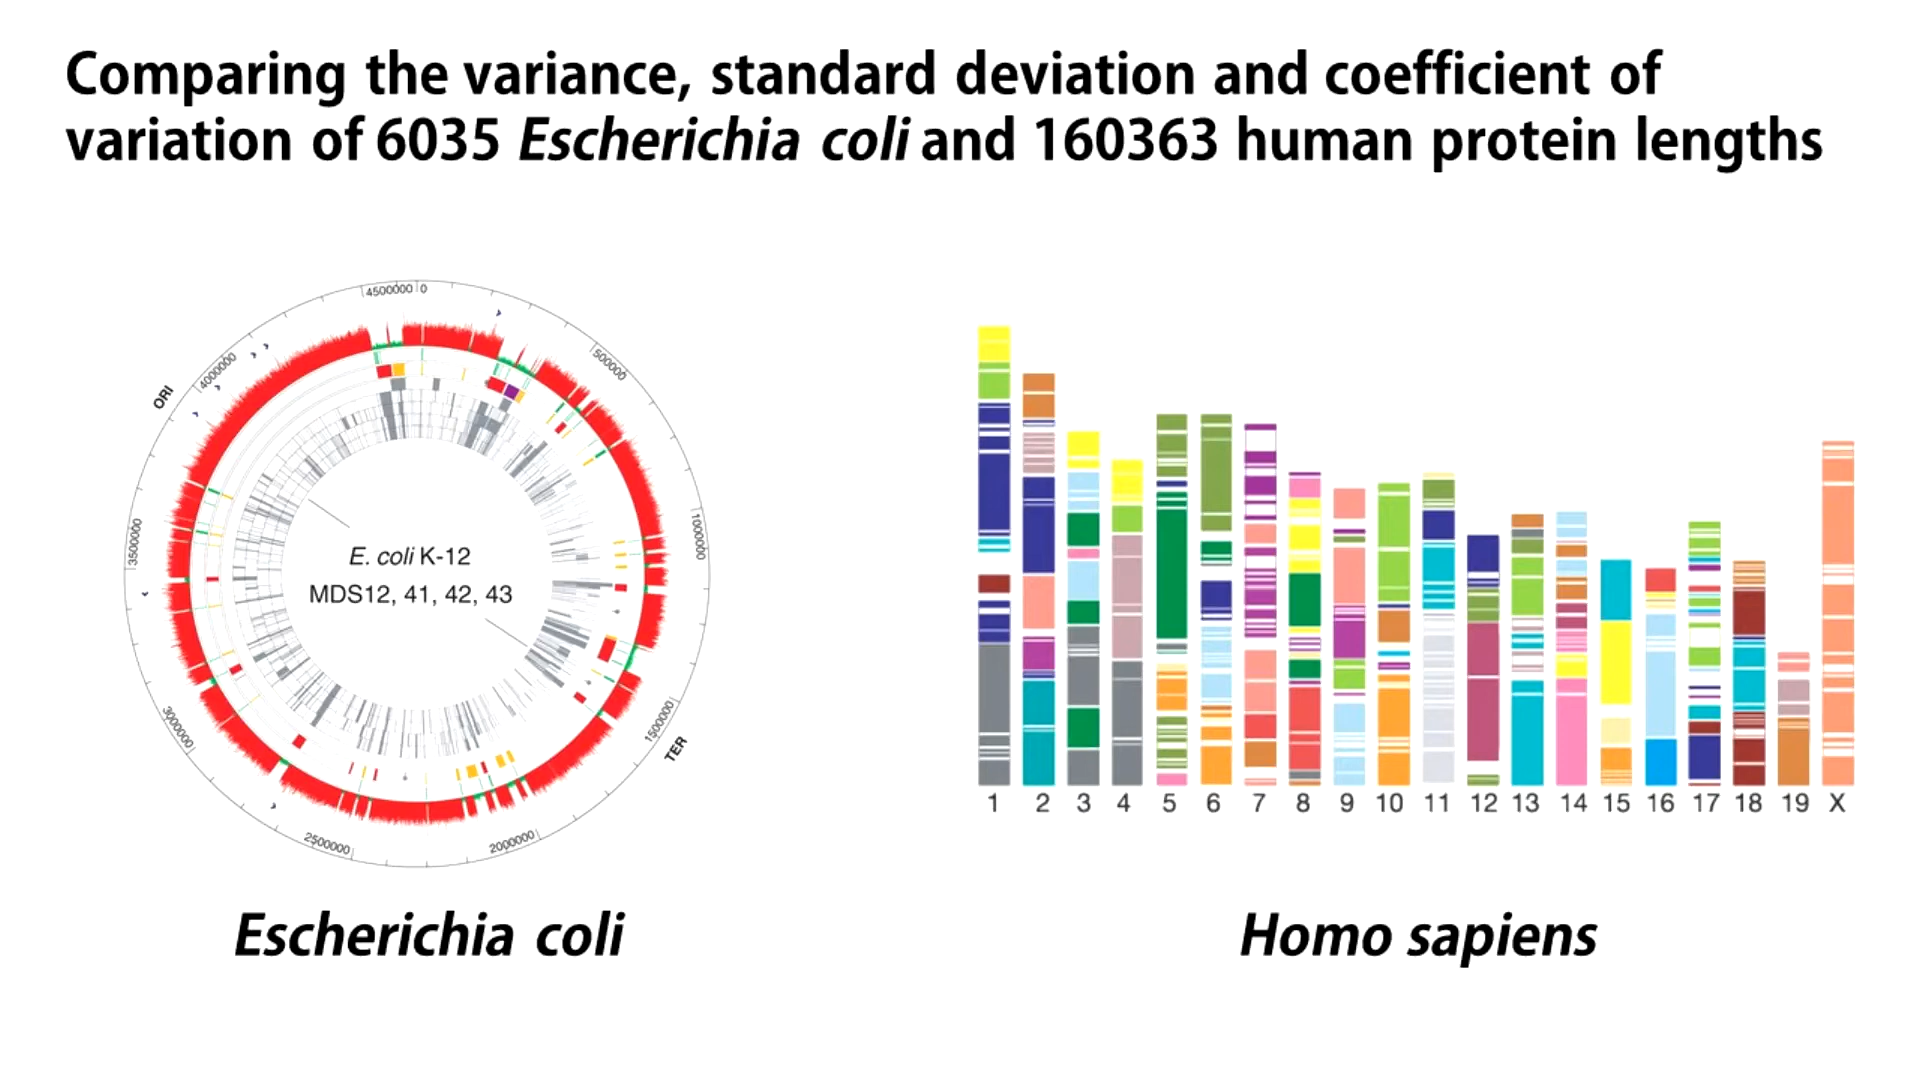 Comparing the variance, standard deviation and coefficient of
variation of 6035 Escherichia coli and 160363 human protein lengths
4500000 0
500000
1000000
1500000
TER
2000000
2500000
3000000
3500000
4000000
ORI
E. coli K-12
MDS12, 41, 42, 43
1 2 3 4 5 6 7 8 9 10 11 12 13 14 15 16 17 18 19 X
Escherichia coli
Homo sapiens